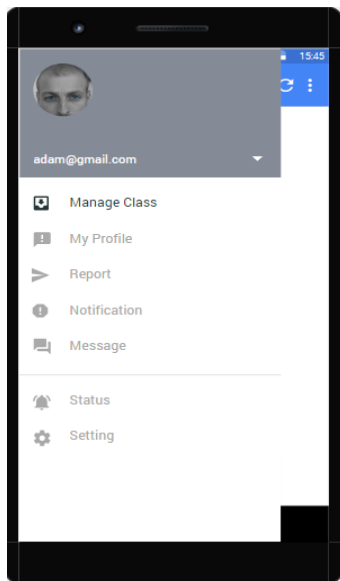 15:45
adam@gmail.com
Manage Class
My Profile
Report
Notification
Message
Status
Setting